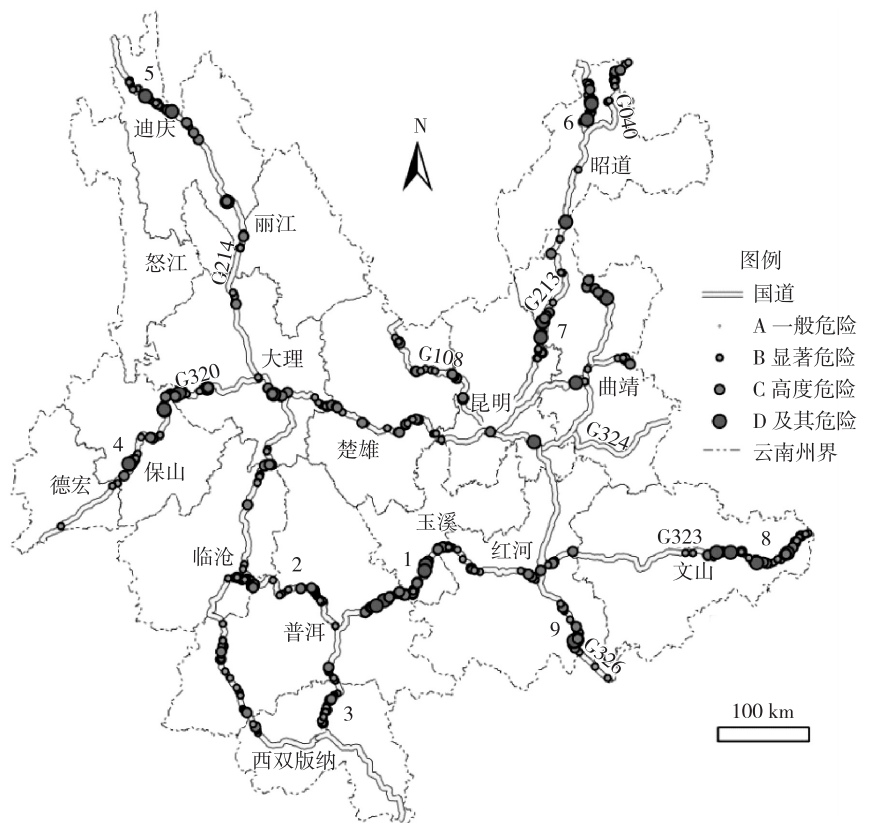 5
迪庆
6
G040
N
昭通
丽江
怒江
G214
图例
国道
G213
7
A 一般危险
大理
G108
B 显著危险
G320
昆明
曲靖
C 高度危险
D 及其危险
G324
楚雄
云南州界
4
保山
德宏
玉溪
临沧
2
1
红河
G323
8
文山
普洱
9
G326
3
100 km
西双版纳